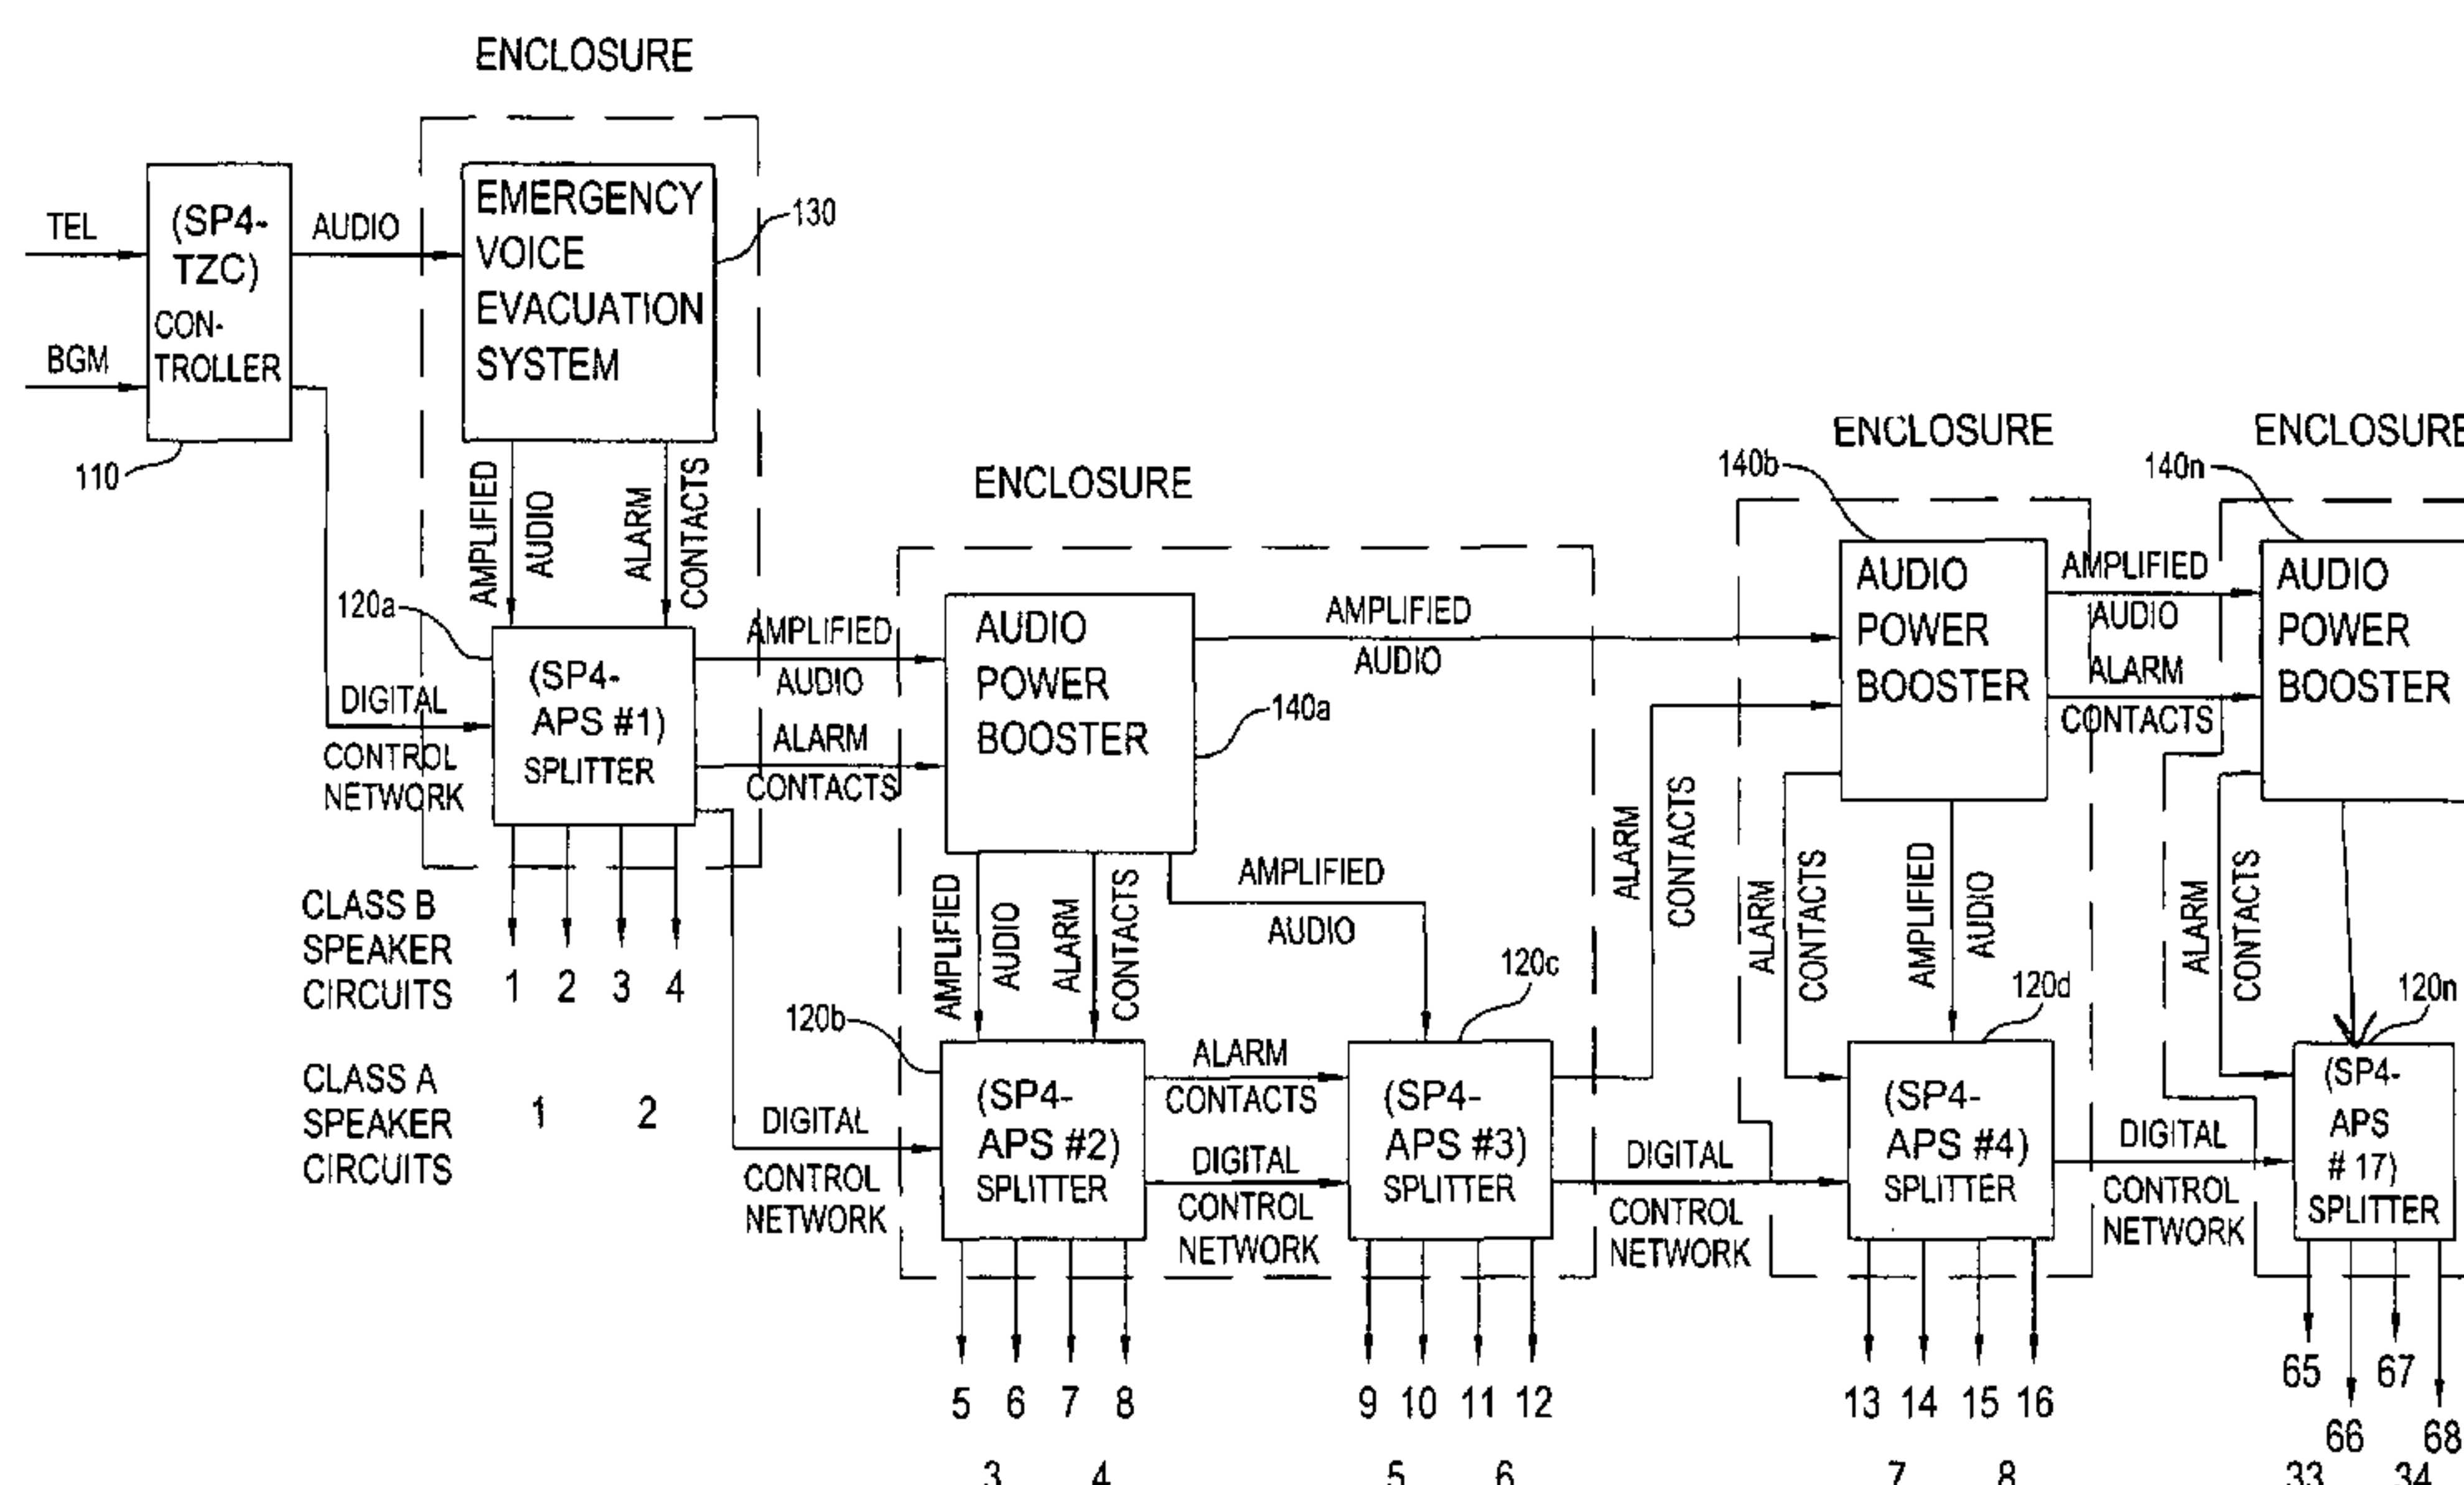 ENCLOSURE
TEL
BGM
(SP4-
TZC)
CON-
TROLLER
110
AUDIO
EMERGENCY
VOICE
EVACUATION
SYSTEM
130
AMPLIFIED
AUDIO
ALARM
CONTACTS
120a
DIGITAL
CONTROL
NETWORK
(SP4-
APS #1)
SPLITTER
AMPLIFIED
AUDIO
ALARM
CONTACTS
CLASS B
SPEAKER
CIRCUITS
1 2 3 4
CLASS A
SPEAKER
CIRCUITS
1 2
ENCLOSURE
AUDIO
POWER
BOOSTER
140a
AMPLIFIED
AUDIO
AMPLIFIED
AUDIO
ALARM
CONTACTS
AMPLIFIED
AUDIO
120b
120c
DIGITAL
CONTROL
NETWORK
(SP4-
APS #2)
SPLITTER
ALARM
CONTACTS
DIGITAL
CONTROL
NETWORK
(SP4-
APS #3)
SPLITTER
5 6 7 8
9 10 11 12
3 4
5 6
ALARM
CONTACTS
DIGITAL
CONTROL
NETWORK
ENCLOSURE
140b
AUDIO
POWER
BOOSTER
AMPLIFIED
AUDIO
ALARM
CONTACTS
ALARM
CONTACTS
AMPLIFIED
AUDIO
120d
(SP4-
APS #4)
SPLITTER
DIGITAL
CONTROL
NETWORK
13 14 15 16
7 8
ENCLOSURE
140n
AUDIO
POWER
BOOSTER
ALARM
CONTACTS
120n
(SP4-
APS
# 17)
SPLITTER
65 67
66 68
33 34